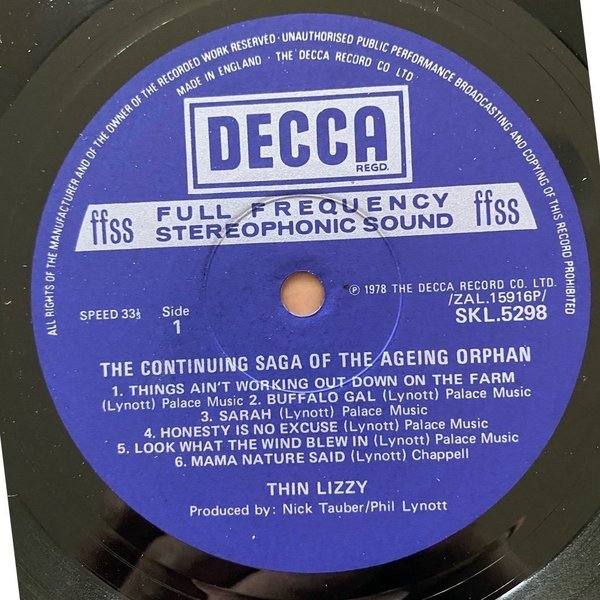 ALL RIGHTS OF THE MANUFACTURER AND OF THE OWNER OF THE RECORDED WORK RESERVED · UNAUTHORISED PUBLIC PERFORMANCE BROADCASTING AND COPYING OF THIS RECORD PROHIBITED
MADE IN ENGLAND · THE DECCA RECORD CO LTD
DECCA
REGD.
ffss FULL FREQUENCY ffss
STEREOPHONIC SOUND
℗ 1978 THE DECCA RECORD CO. LTD.
SPEED 33⅓ Side /ZAL.15916P/
1 SKL.5298
THE CONTINUING SAGA OF THE AGEING ORPHAN
1. THINGS AIN'T WORKING OUT DOWN ON THE FARM
(Lynott) Palace Music 2. BUFFALO GAL (Lynott) Palace Music
3. SARAH (Lynott) Palace Music
4. HONESTY IS NO EXCUSE (Lynott) Palace Music
5. LOOK WHAT THE WIND BLEW IN (Lynott) Palace Music
6. MAMA NATURE SAID (Lynott) Chappell
THIN LIZZY
Produced by: Nick Tauber/Phil Lynott